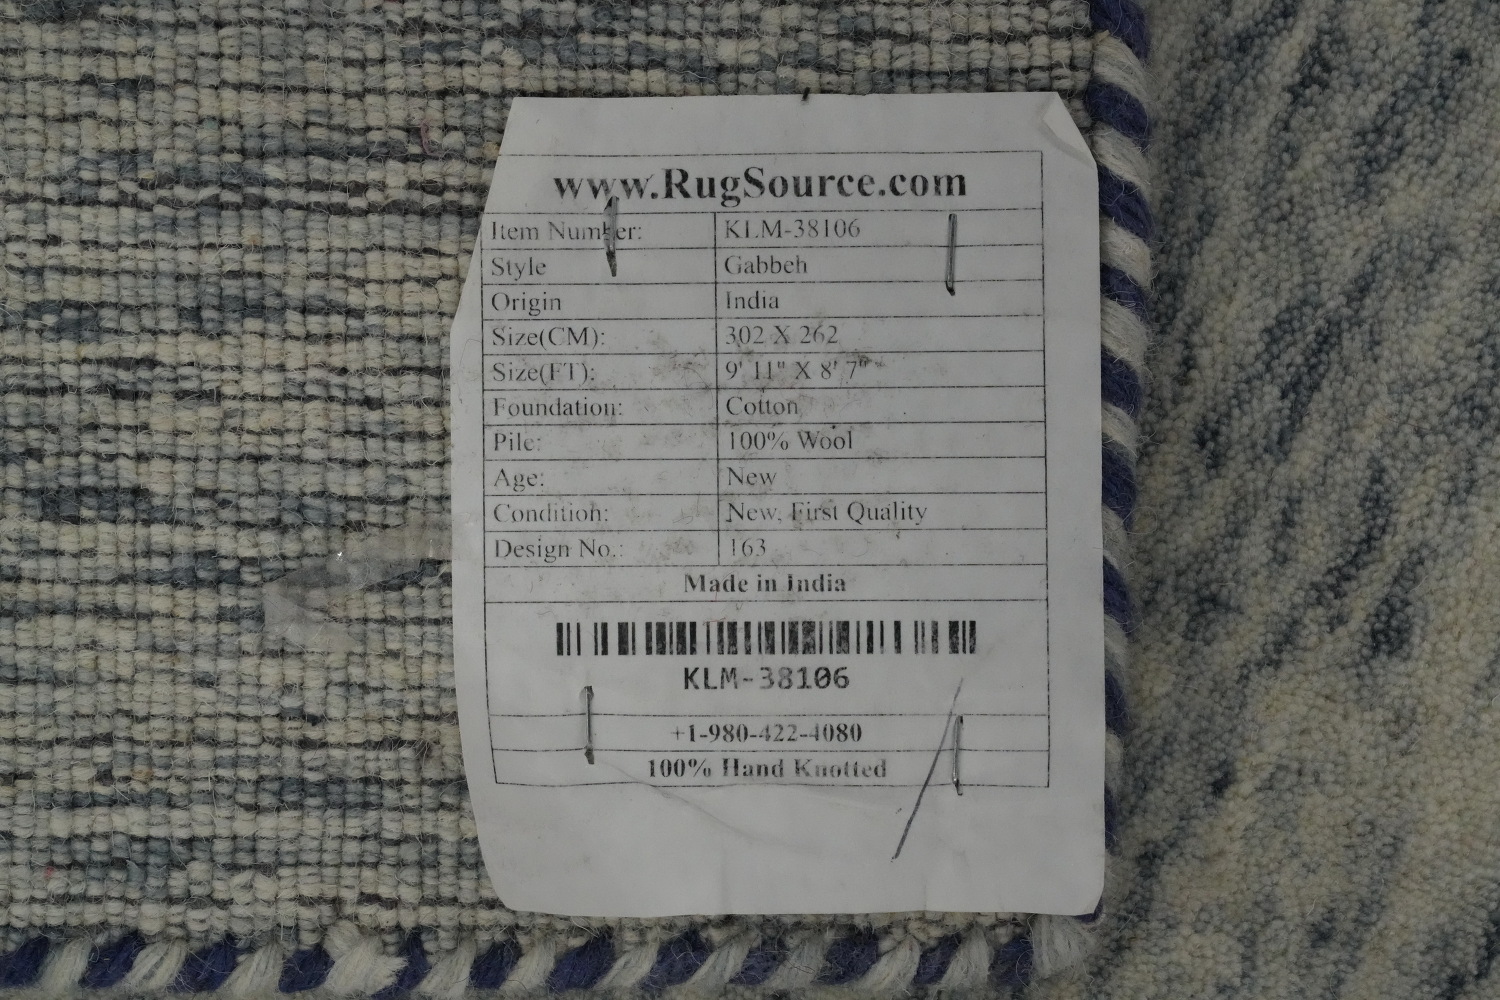 www.RugSource.com
Item Number: KLM-38106
Style Gabbeh
Origin India
Size(CM): 302 X 262
Size(FT): 9' 11" X 8' 7"
Foundation: Cotton
Pile: 100% Wool
Age: New
Condition: New, First Quality
Design No.: 163
Made in India
KLM-38106
+1-980-422-4080
100% Hand Knotted